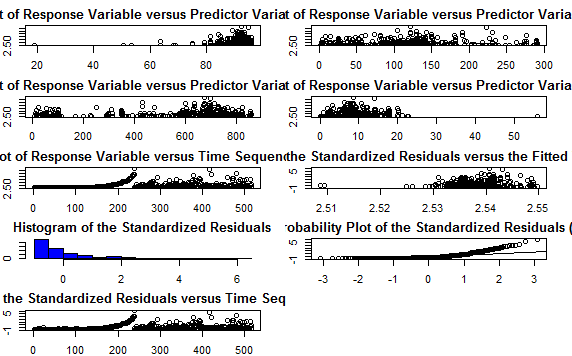 t of Response Variable versus Predictor Variat of Response Variable versus Predictor Varia
2.50
20 40 60 80
2.50
0 50 100 150 200 250 300
t of Response Variable versus Predictor Variat of Response Variable versus Predictor Varia
2.50
0 200 400 600 800
2.50
0 10 20 30 40 50
lot of Response Variable versus Time Sequen the Standardized Residuals versus the Fitted
2.50
0 100 200 300 400 500
-1 5
2.51 2.52 2.53 2.54 2.55
Histogram of the Standardized Residuals
0
0 2 4 6
robability Plot of the Standardized Residuals (
-1 5
-3 -2 -1 0 1 2 3
the Standardized Residuals versus Time Seq
-1 5
0 100 200 300 400 500